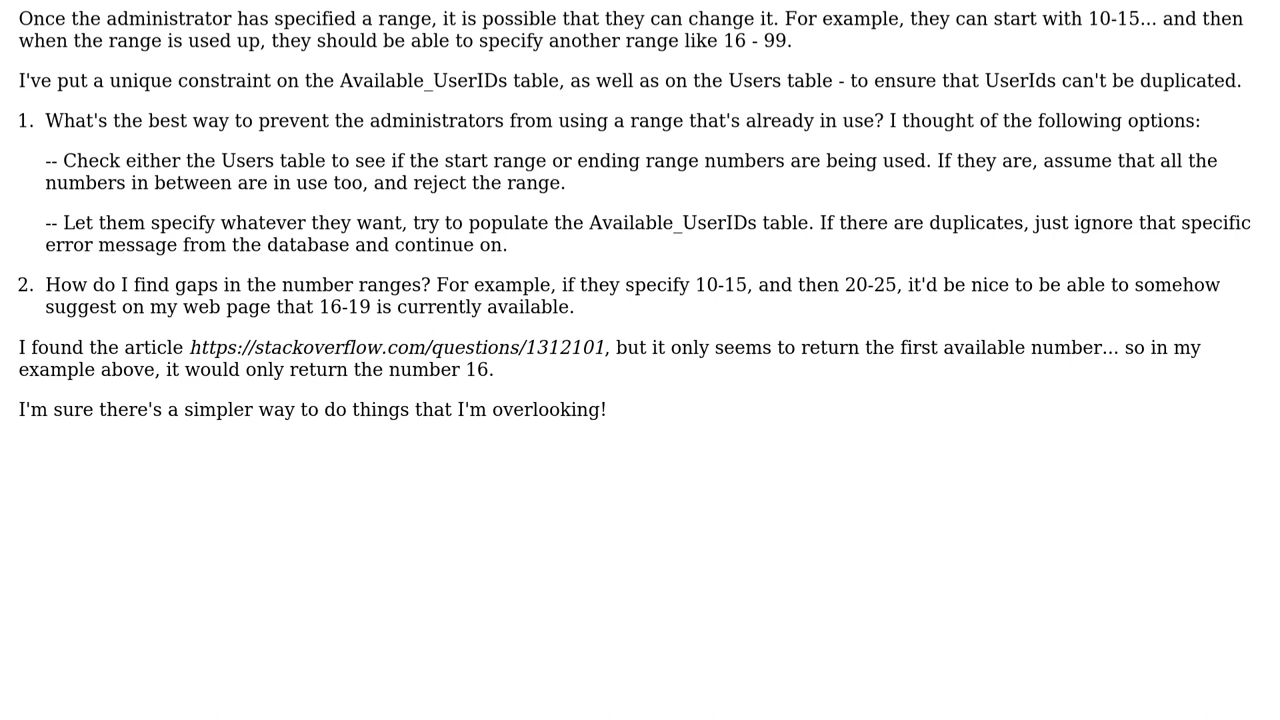 Once the administrator has specified a range, it is possible that they can change it. For example, they can start with 10-15... and then
when the range is used up, they should be able to specify another range like 16 - 99.
I've put a unique constraint on the Available_UserIDs table, as well as on the Users table - to ensure that UserIds can't be duplicated.
1. What's the best way to prevent the administrators from using a range that's already in use? I thought of the following options:
-- Check either the Users table to see if the start range or ending range numbers are being used. If they are, assume that all the
numbers in between are in use too, and reject the range.
-- Let them specify whatever they want, try to populate the Available_UserIDs table. If there are duplicates, just ignore that specific
error message from the database and continue on.
2. How do I find gaps in the number ranges? For example, if they specify 10-15, and then 20-25, it'd be nice to be able to somehow
suggest on my web page that 16-19 is currently available.
I found the article https://stackoverflow.com/questions/1312101, but it only seems to return the first available number... so in my
example above, it would only return the number 16.
I'm sure there's a simpler way to do things that I'm overlooking!